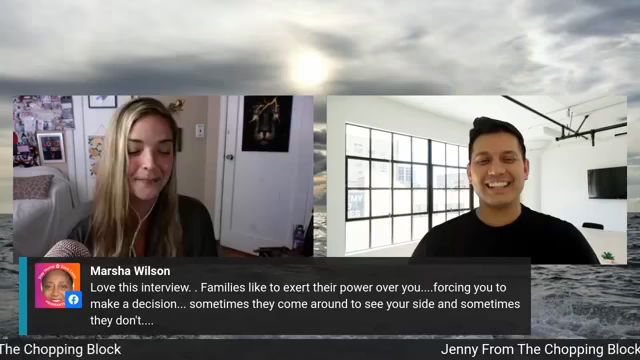 Marsha Wilson
Love this interview. . Families like to exert their power over you....forcing you to
make a decision... sometimes they come around to see your side and sometimes
they don't....
The Chopping Block
Jenny From The Chopping Block